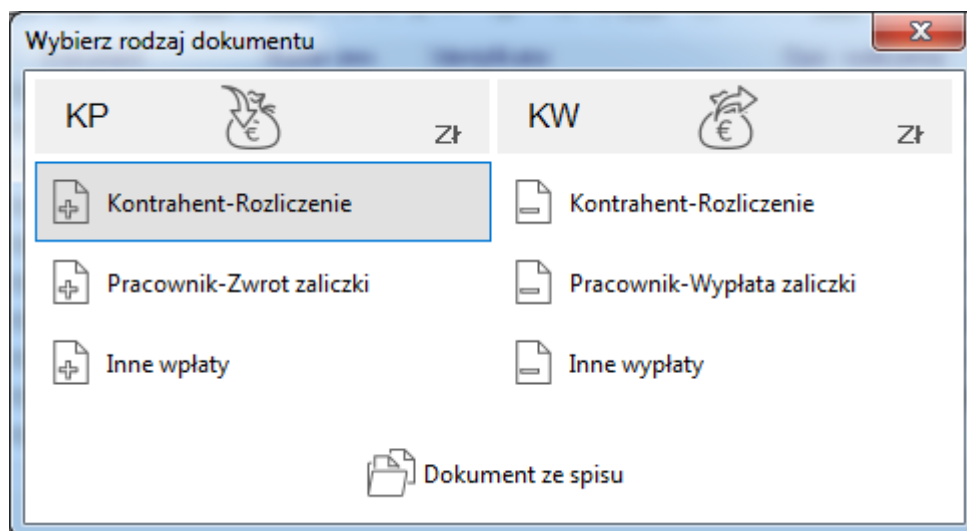 Wybierz rodzaj dokumentu
KP € Zł
KW € Zł
Kontrahent-Rozliczenie
Kontrahent-Rozliczenie
Pracownik-Zwrot zaliczki
Pracownik-Wypłata zaliczki
Inne wpłaty
Inne wypłaty
Dokument ze spisu